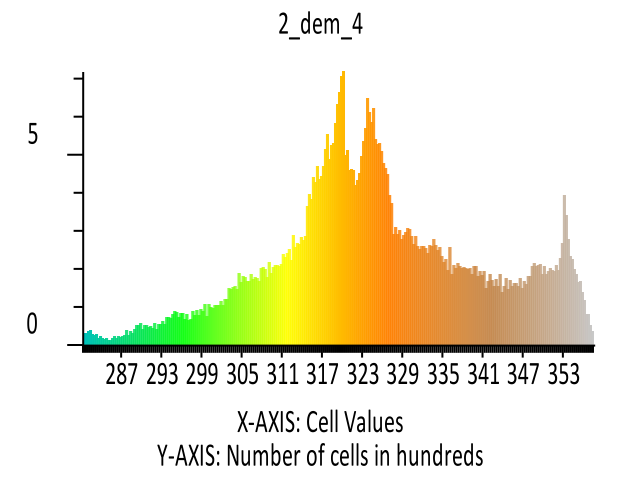 2_dem_4
5
0
287 293 299 305 311 317 323 329 335 341 347 353
X-AXIS: Cell Values
Y-AXIS: Number of cells in hundreds